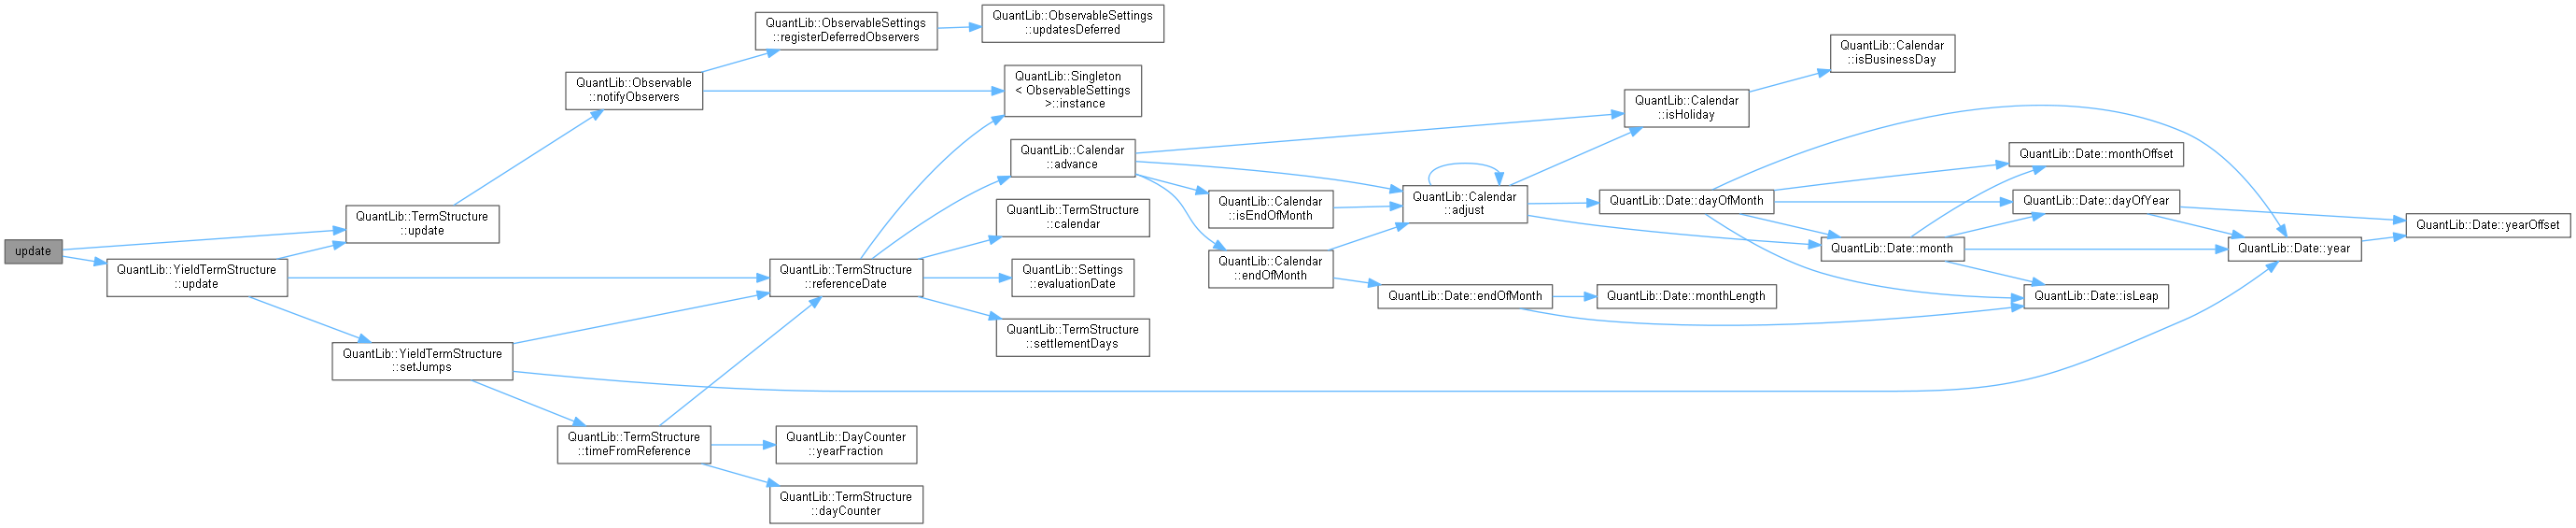 update
QuantLib::YieldTermStructure
::update
QuantLib::TermStructure
::update
QuantLib::YieldTermStructure
::setJumps
QuantLib::Observable
::notifyObservers
QuantLib::TermStructure
::timeFromReference
QuantLib::ObservableSettings
::registerDeferredObservers
QuantLib::TermStructure
::referenceDate
QuantLib::DayCounter
::yearFraction
QuantLib::TermStructure
::dayCounter
QuantLib::ObservableSettings
::updatesDeferred
QuantLib::Singleton
< ObservableSettings
>::instance
QuantLib::Calendar
::advance
QuantLib::TermStructure
::calendar
QuantLib::Settings
::evaluationDate
QuantLib::TermStructure
::settlementDays
QuantLib::Calendar
::isEndOfMonth
QuantLib::Calendar
::endOfMonth
QuantLib::Calendar
::adjust
QuantLib::Date::endOfMonth
QuantLib::Calendar
::isHoliday
QuantLib::Date::dayOfMonth
QuantLib::Date::monthLength
QuantLib::Calendar
::isBusinessDay
QuantLib::Date::month
QuantLib::Date::monthOffset
QuantLib::Date::dayOfYear
QuantLib::Date::isLeap
QuantLib::Date::year
QuantLib::Date::yearOffset